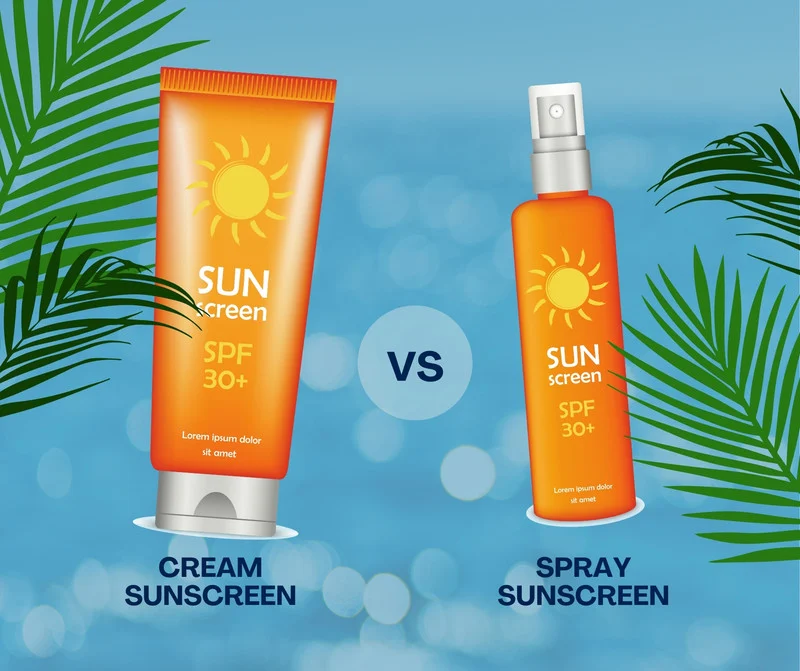 SUN
screen
SPF
30+
Lorem ipsum dolor
sit amet
CREAM
SUNSCREEN
VS
SUN
screen
SPF
30+
Lorem ipsum dolor
sit amet
SPRAY
SUNSCREEN